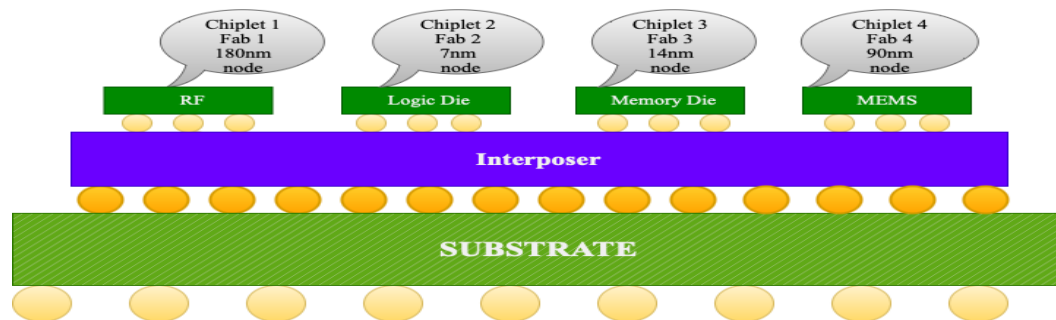 Chiplet 1
Fab 1
180nm
node
Chiplet 2
Fab 2
7nm
node
Chiplet 3
Fab 3
14nm
node
Chiplet 4
Fab 4
90nm
node
RF
Logic Die
Memory Die
MEMS
Interposer
SUBSTRATE